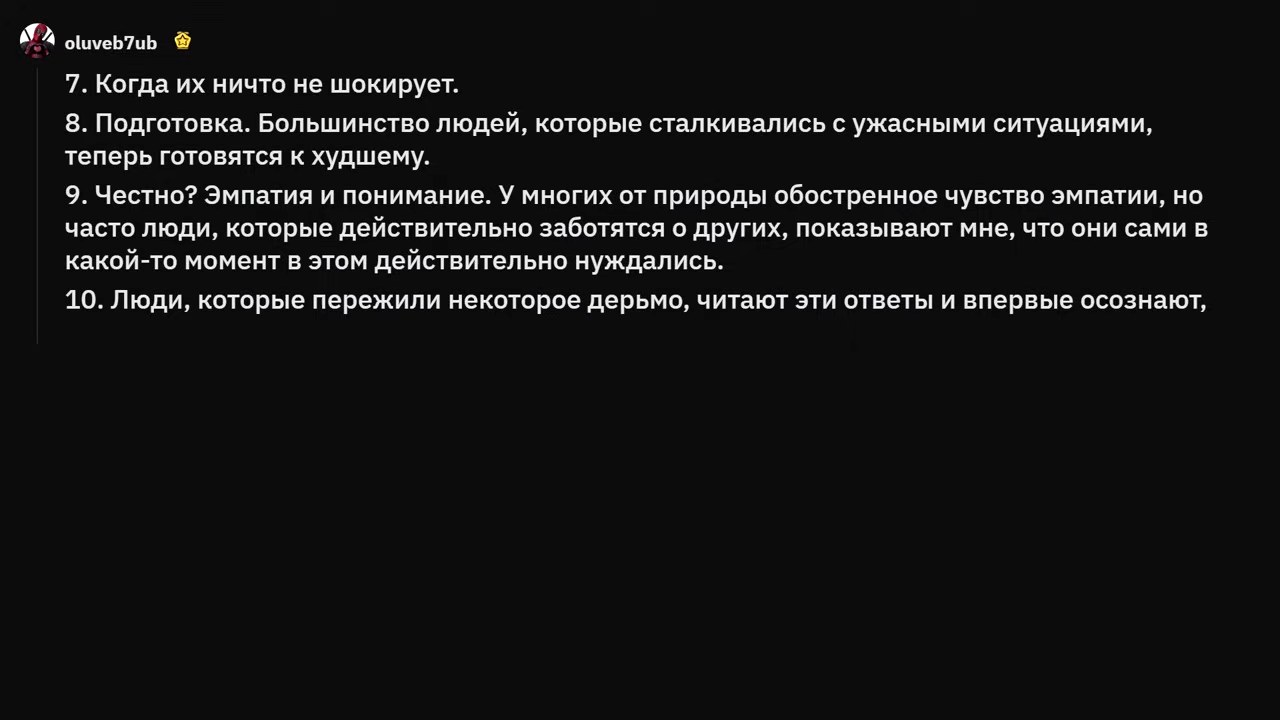 oluveb7ub
7. Когда их ничто не шокирует.
8. Подготовка. Большинство людей, которые сталкивались с ужасными ситуациями,
теперь готовятся к худшему.
9. Честно? Эмпатия и понимание. У многих от природы обостренное чувство эмпатии, но
часто люди, которые действительно заботятся о других, показывают мне, что они сами в
какой-то момент в этом действительно нуждались.
10. Люди, которые пережили некоторое дерьмо, читают эти ответы и впервые осознают,